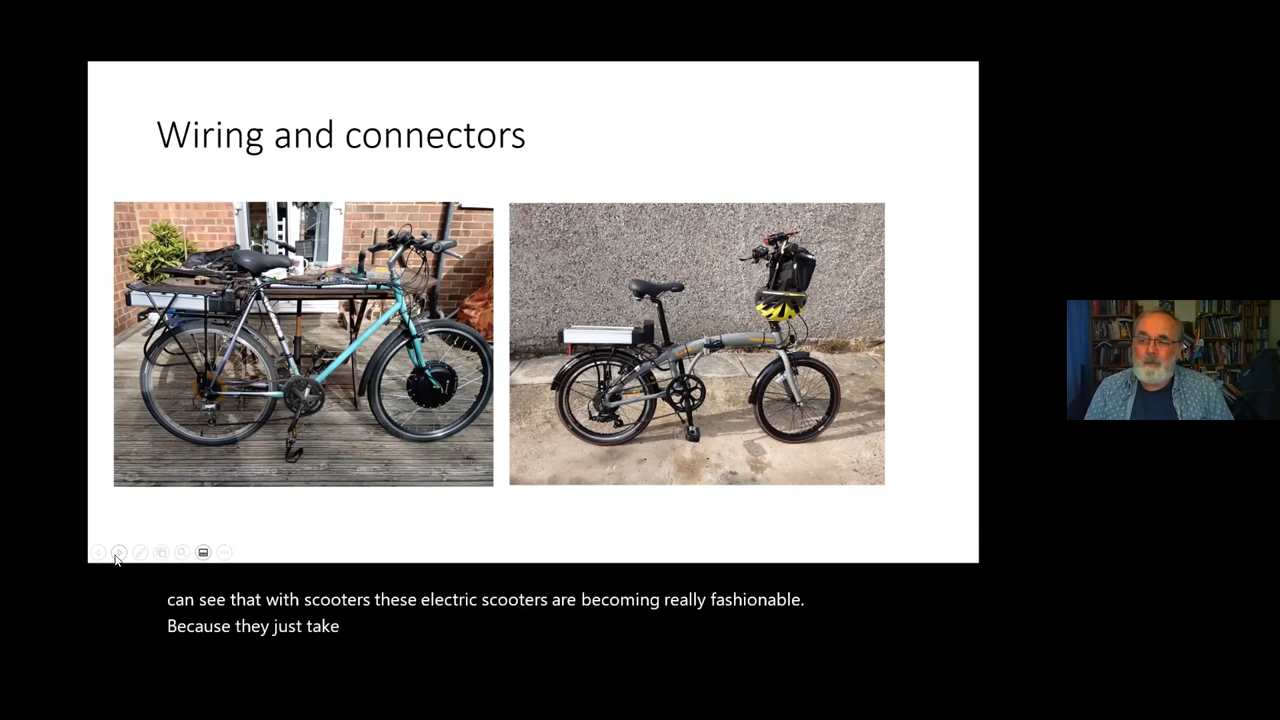 Wiring and connectors
can see that with scooters these electric scooters are becoming really fashionable.
Because they just take